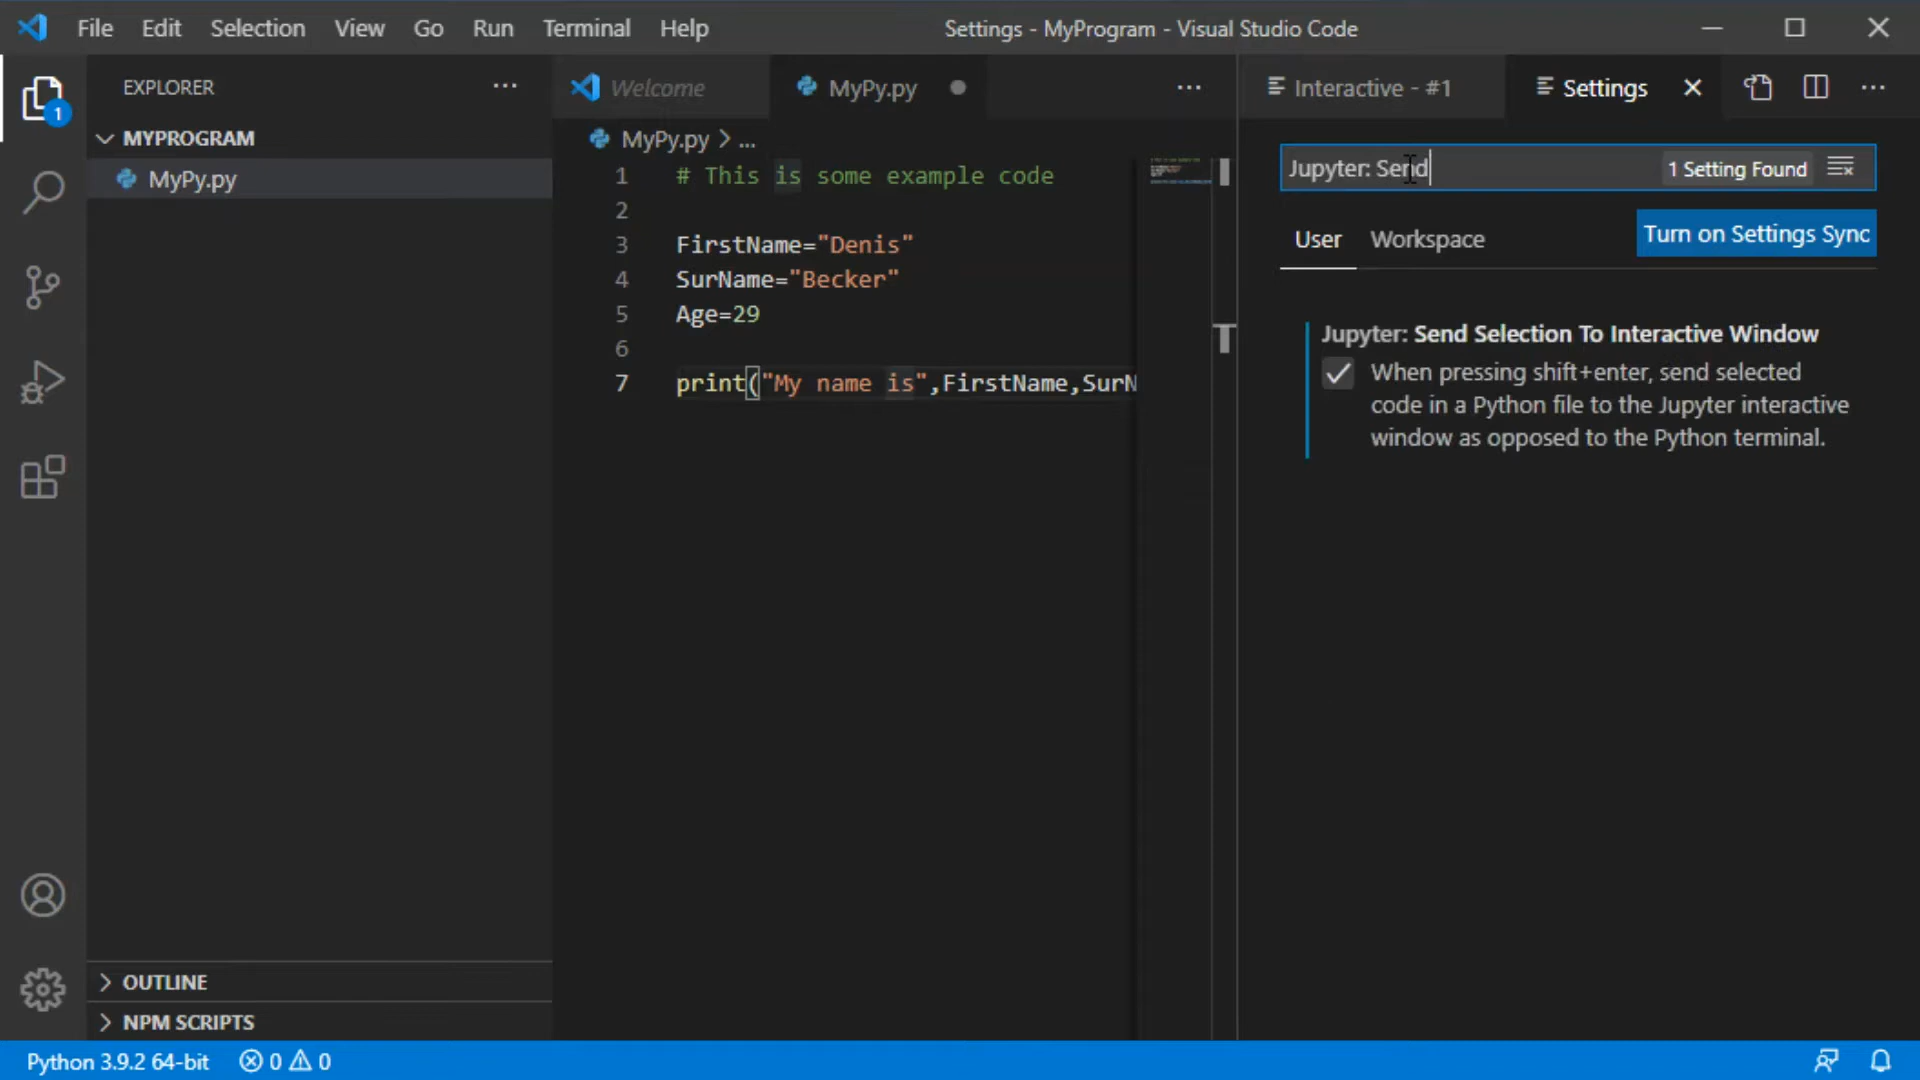 File Edit Selection View Go Run Terminal Help
Settings - MyProgram - Visual Studio Code
1
EXPLORER ...
MYPROGRAM
MyPy.py
OUTLINE
NPM SCRIPTS
Welcome
MyPy.py
...
MyPy.py > ...
1 # This is some example code
2
3 FirstName="Denis"
4 SurName="Becker"
5 Age=29
6
7 print("My name is",FirstName,SurN
Interactive - #1
Settings
...
Jupyter: Send
1 Setting Found
User Workspace
Turn on Settings Sync
Jupyter: Send Selection To Interactive Window
When pressing shift+enter, send selected
code in a Python file to the Jupyter interactive
window as opposed to the Python terminal.
Python 3.9.2 64-bit 0 0